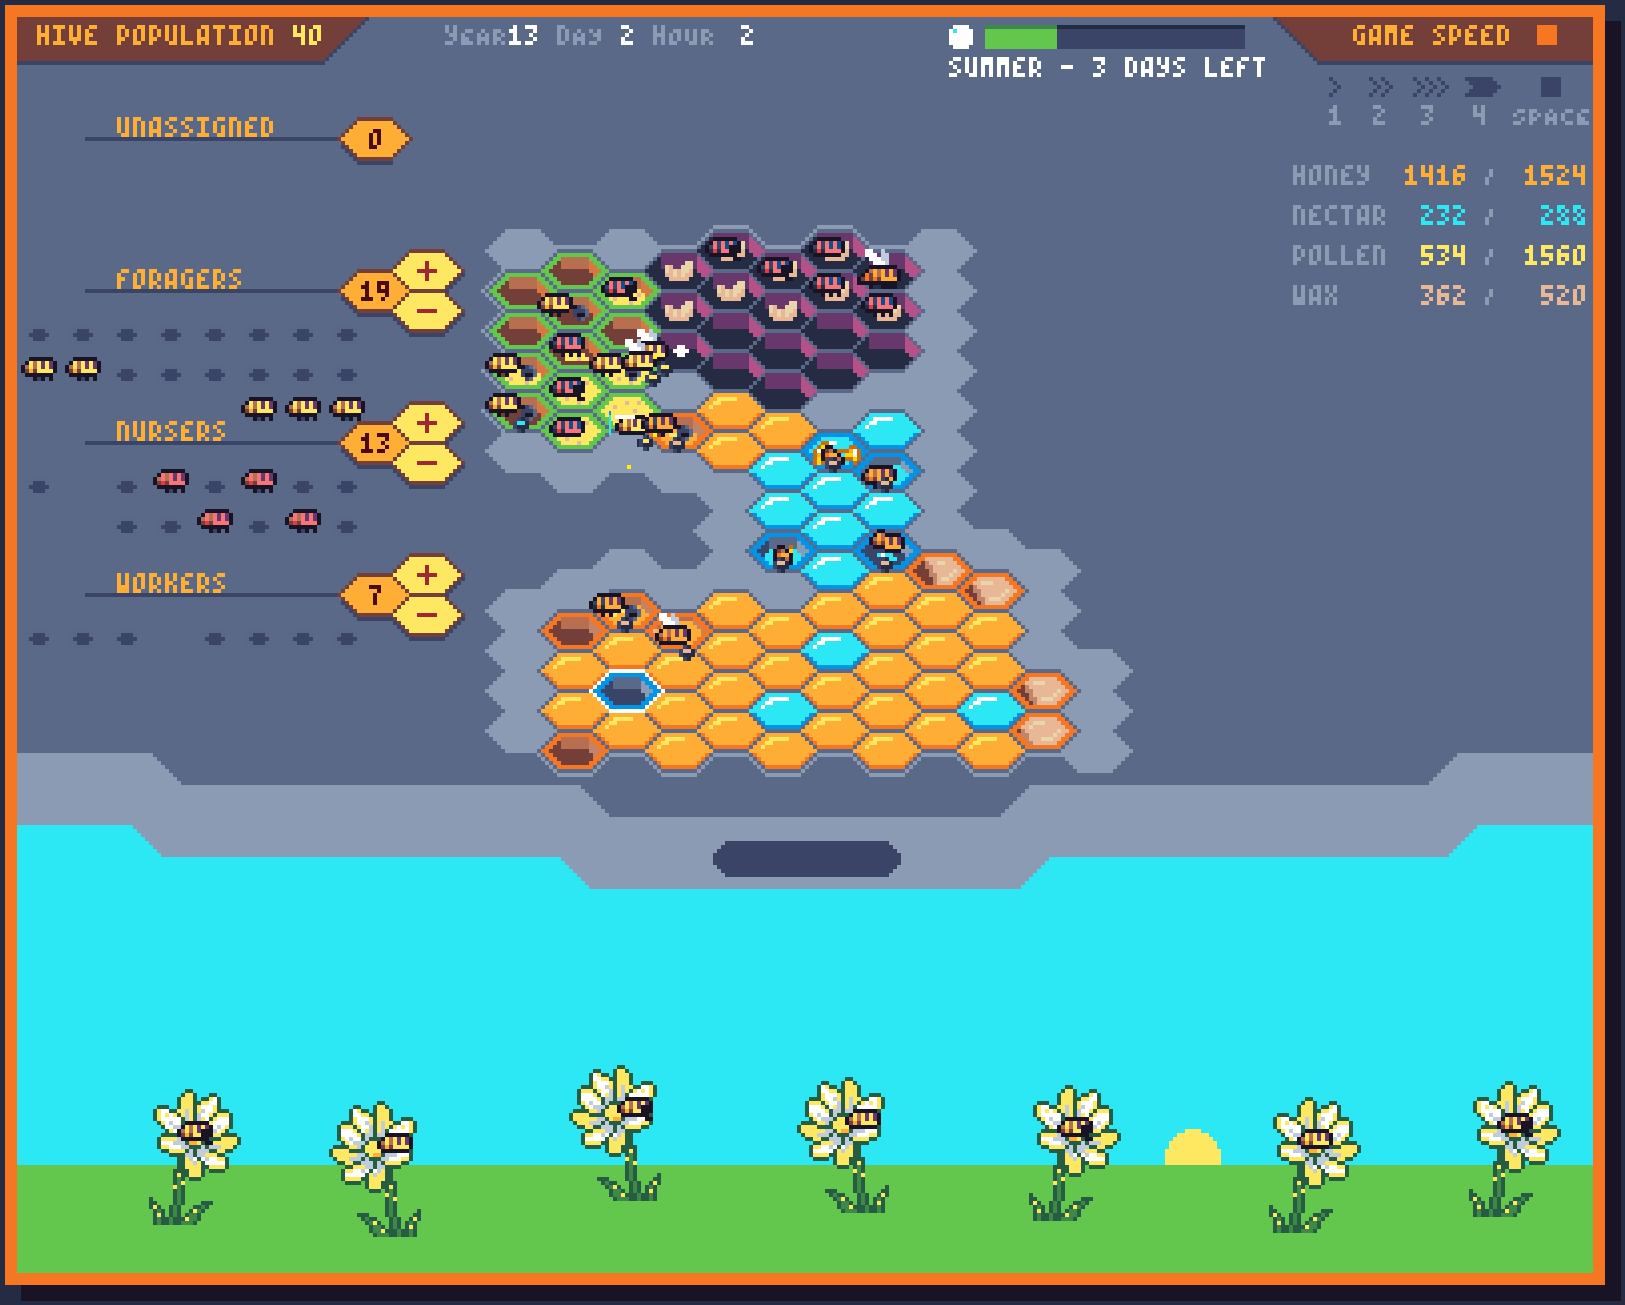 HIVE POPULATION 40
YEAR13 DAY 2 HOUR 2
SUMMER - 3 DAYS LEFT
GAME SPEED
1 2 3 4 SPACE
UNASSIGNED
0
HONEY 1416 / 1524
NECTAR 232 / 288
POLLEN 534 / 1560
WAX 362 / 520
FORAGERS
19
+
-
NURSERS
13
+
-
WORKERS
7
+
-